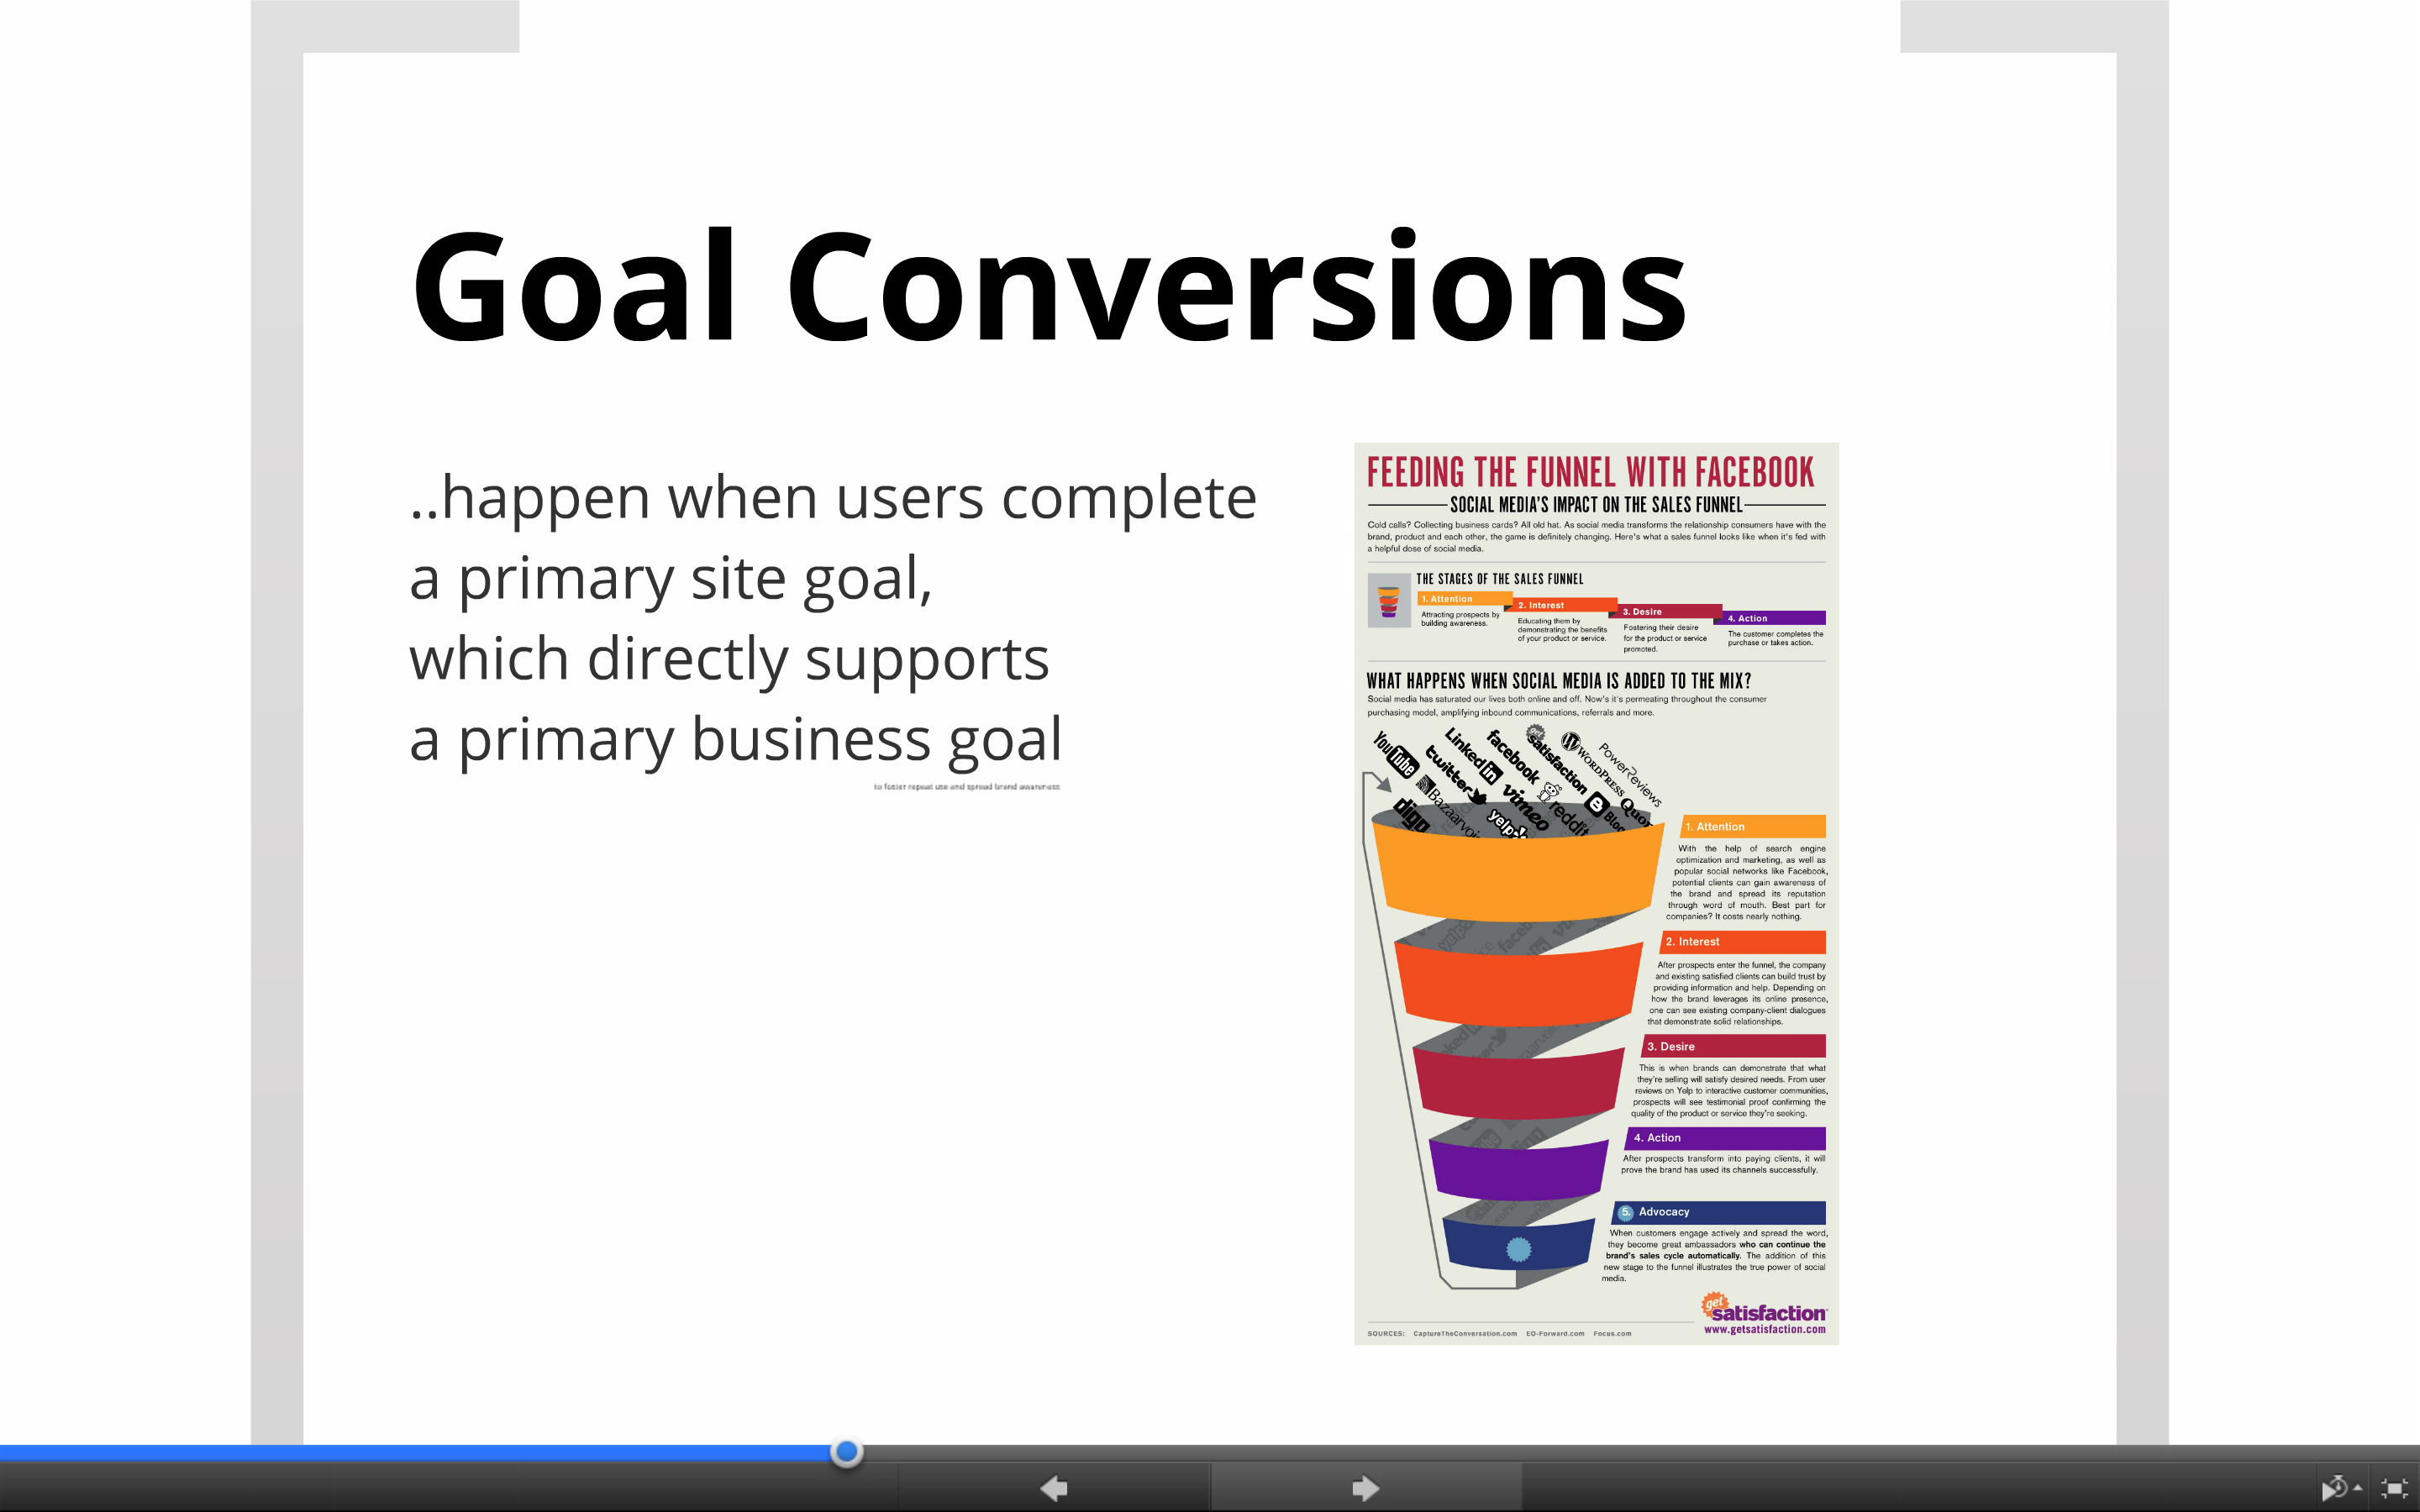 Goal Conversions
..happen when users complete
a primary site goal,
which directly supports
a primary business goal
to foster repeat use and spread brand awareness
FEEDING THE FUNNEL WITH FACEBOOK
SOCIAL MEDIA'S IMPACT ON THE SALES FUNNEL
Cold calls? Collecting business cards? All old hat. As social media transforms the relationship consumers have with the
brand, product and each other, the game is definitely changing. Here's what a sales funnel looks like when it's fed with
a helpful dose of social media.
THE STAGES OF THE SALES FUNNEL
1. Attention
Attracting prospects by
building awareness.
2. Interest
Educating them by
demonstrating the benefits
of your product or service.
3. Desire
Fostering their desire
for the product or service
promoted.
4. Action
The customer completes the
purchase or takes action.
WHAT HAPPENS WHEN SOCIAL MEDIA IS ADDED TO THE MIX?
Social media has saturated our lives both online and off. Now's it's permeating throughout the consumer
purchasing model, amplifying inbound communications, referrals and more.
YouTube
twitter
Linked in
facebook
get satisfaction
WORDPRESS
PowerReviews
digg
Bazaarvoi
yelp
vimeo
reddit
Blog
Quor
1. Attention
With the help of search engine
optimization and marketing, as well as
popular social networks like Facebook,
potential clients can gain awareness of
the brand and spread its reputation
through word of mouth. Best part for
companies? It costs nearly nothing.
2. Interest
After prospects enter the funnel, the company
and existing satisfied clients can build trust by
providing information and help. Depending on
how the brand leverages its online presence,
one can see existing company-client dialogues
that demonstrate solid relationships.
3. Desire
This is when brands can demonstrate that what
they're selling will satisfy desired needs. From user
reviews on Yelp to interactive customer communities,
prospects will see testimonial proof confirming the
quality of the product or service they're seeking.
4. Action
After prospects transform into paying clients, it will
prove the brand has used its channels successfully.
5. Advocacy
When customers engage actively and spread the word,
they become great ambassadors who can continue the
brand's sales cycle automatically. The addition of this
new stage to the funnel illustrates the true power of social
media.
get satisfaction
www.getsatisfaction.com
SOURCES: CaptureTheConversation.com EO-Forward.com Focus.com